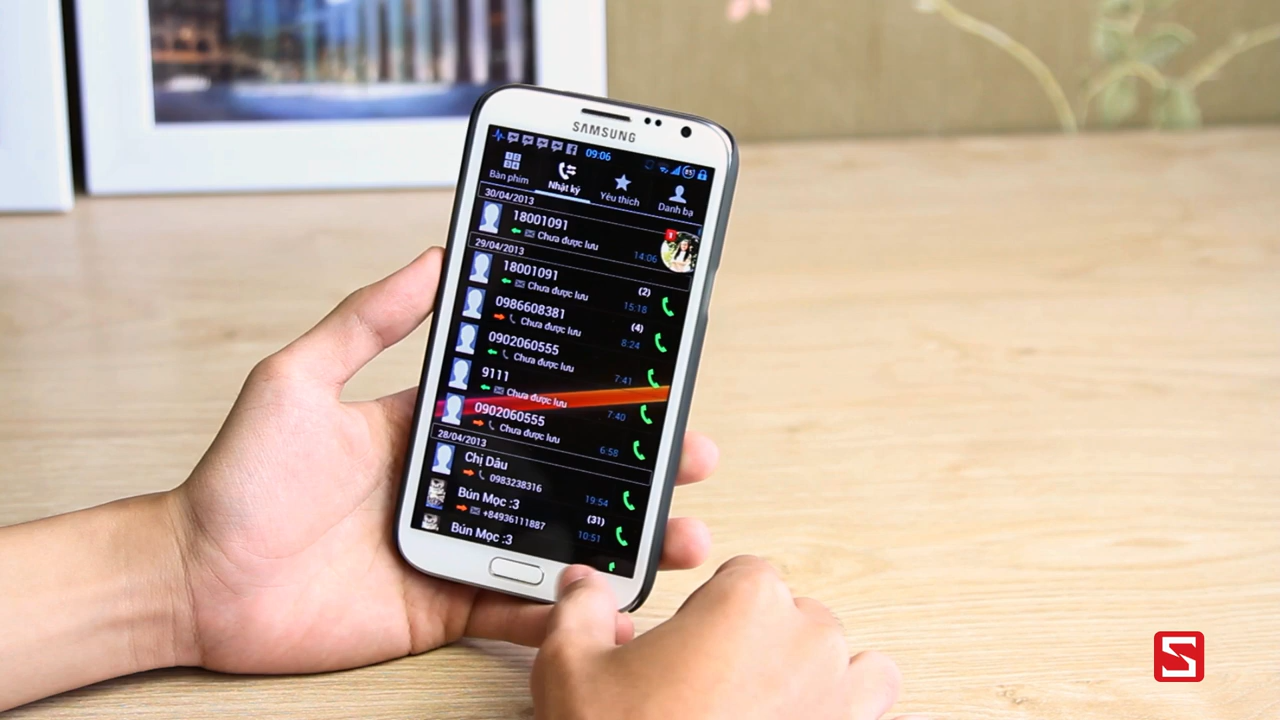 SAMSUNG
09:06
85
Bàn phím
Nhật ký
Yêu thích
Danh bạ
30/04/2013
18001091
Chưa được lưu
14:06
29/04/2013
18001091
(2)
Chưa được lưu
15:18
0986608381
(4)
Chưa được lưu
8:24
0902060555
Chưa được lưu
7:41
9111
Chưa được lưu
7:40
0902060555
Chưa được lưu
6:58
28/04/2013
Chị Dâu
0983238316
19:54
Bún Mọc :3
(31)
+84936111887
10:51
Bún Mọc :3